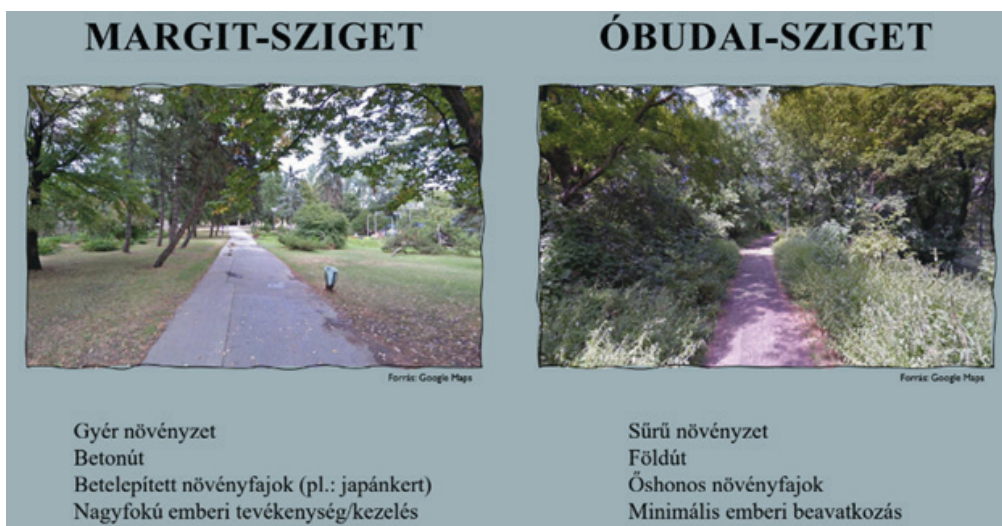 MARGIT-SZIGET
Forrás: Google Maps
Gyér növényzet
Betonút
Betelepített növényfajok (pl.: japánkert)
Nagyfokú emberi tevékenység/kezelés
ÓBUDAI-SZIGET
Forrás: Google Maps
Sűrű növényzet
Földút
Őshonos növényfajok
Minimális emberi beavatkozás